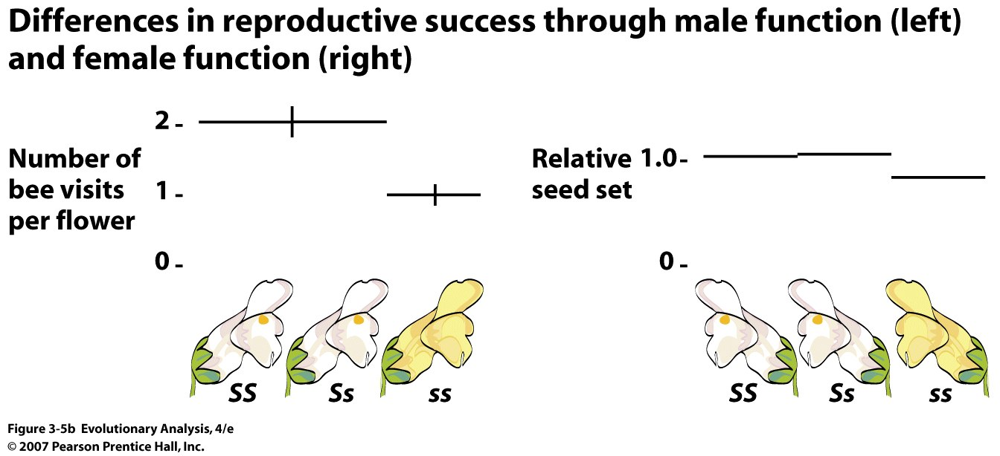 Differences in reproductive success through male function (left)
and female function (right)
2 -
Number of
bee visits
per flower
1 -
0 -
SS
Ss
ss
Relative 1.0-
seed set
0 -
SS
Ss
ss
Figure 3-5b Evolutionary Analysis, 4/e
© 2007 Pearson Prentice Hall, Inc.